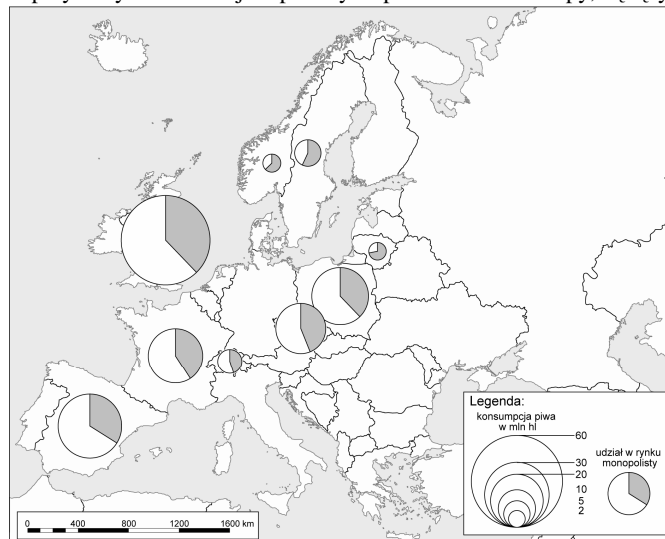 Legenda:
konsumpcja piwa
w mln hl
60
30
20
10
5
2
udział w rynku
monopolisty
0 400 800 1200 1600 km